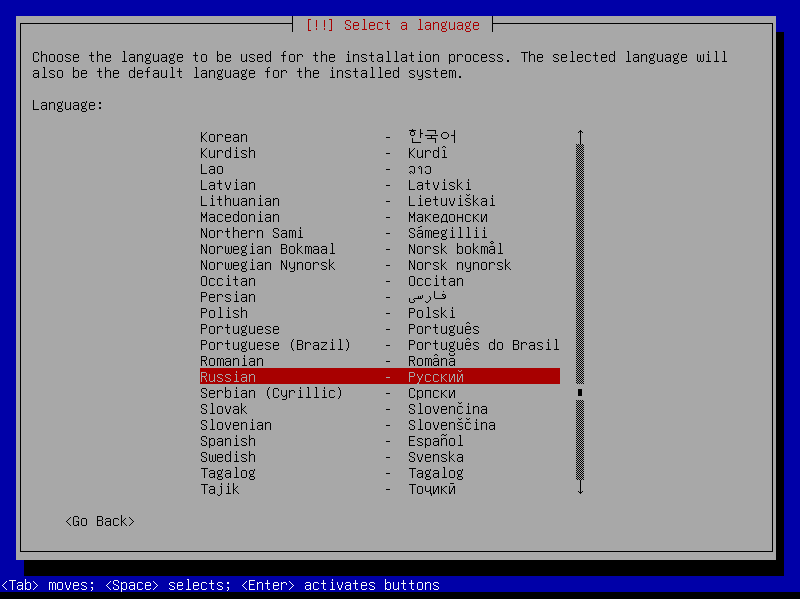 [!!] Select a language
Choose the language to be used for the installation process. The selected language will
also be the default language for the installed system.
Language:
Korean - 한국어
Kurdish - Kurdî
Lao - ລາວ
Latvian - Latviski
Lithuanian - Lietuviškai
Macedonian - Македонски
Northern Sami - Sámegillii
Norwegian Bokmaal - Norsk bokmål
Norwegian Nynorsk - Norsk nynorsk
Occitan - Occitan
Persian - فارسی
Polish - Polski
Portuguese - Português
Portuguese (Brazil) - Português do Brasil
Romanian - Română
Russian - Русский
Serbian (Cyrillic) - Српски
Slovak - Slovenčina
Slovenian - Slovenščina
Spanish - Español
Swedish - Svenska
Tagalog - Tagalog
Tajik - Тоҷикӣ
<Go Back>
<Tab> moves; <Space> selects; <Enter> activates buttons